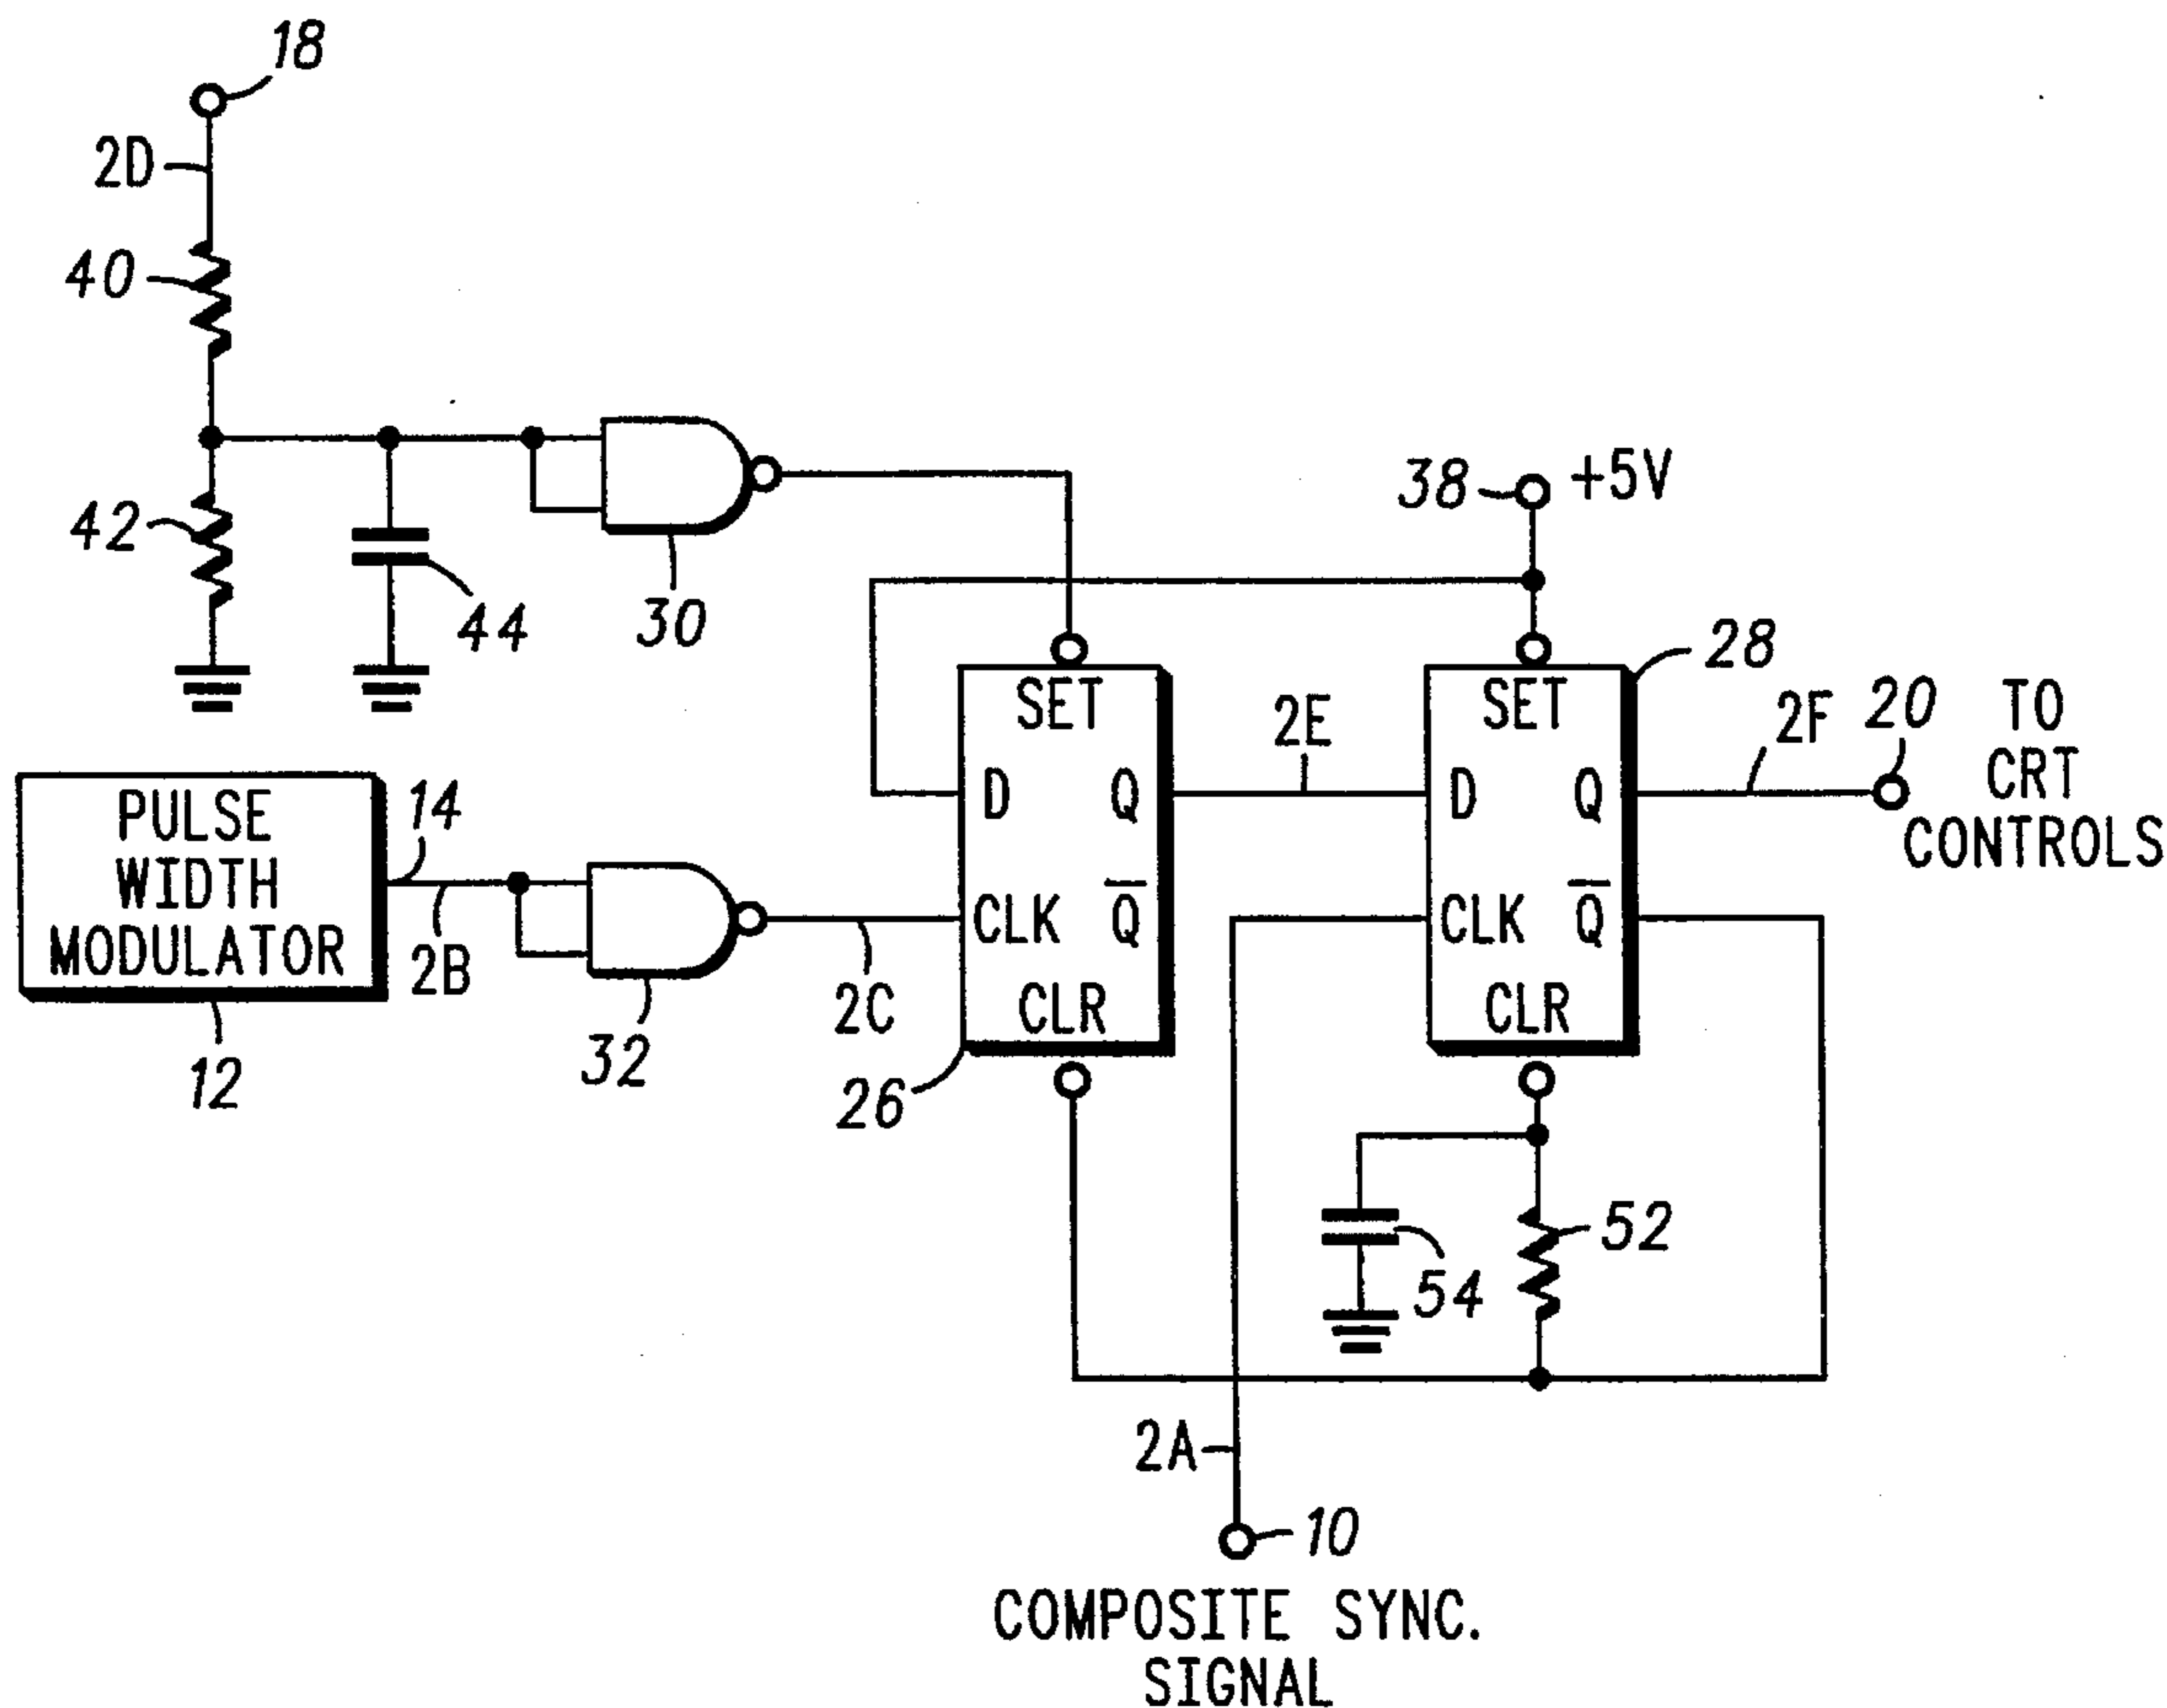 18
2D
40
42
44
30
38
+5V
SET
SET
28
2E
2F
20
TO
CRT
CONTROLS
D
Q
D
Q
PULSE
WIDTH
MODULATOR
14
2B
12
32
2C
CLK
Q̅
CLK
Q̅
CLR
CLR
26
52
54
2A
10
COMPOSITE SYNC.
SIGNAL